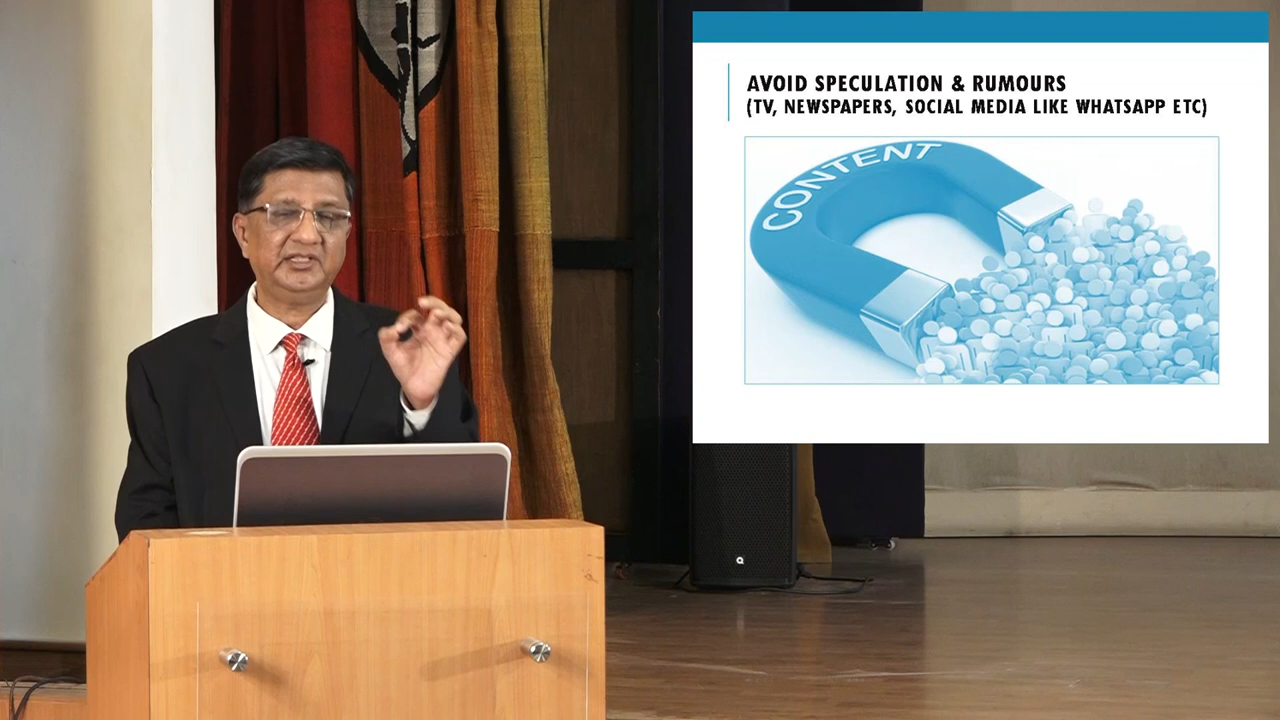 AVOID SPECULATION & RUMOURS
(TV, NEWSPAPERS, SOCIAL MEDIA LIKE WHATSAPP ETC)
CONTENT